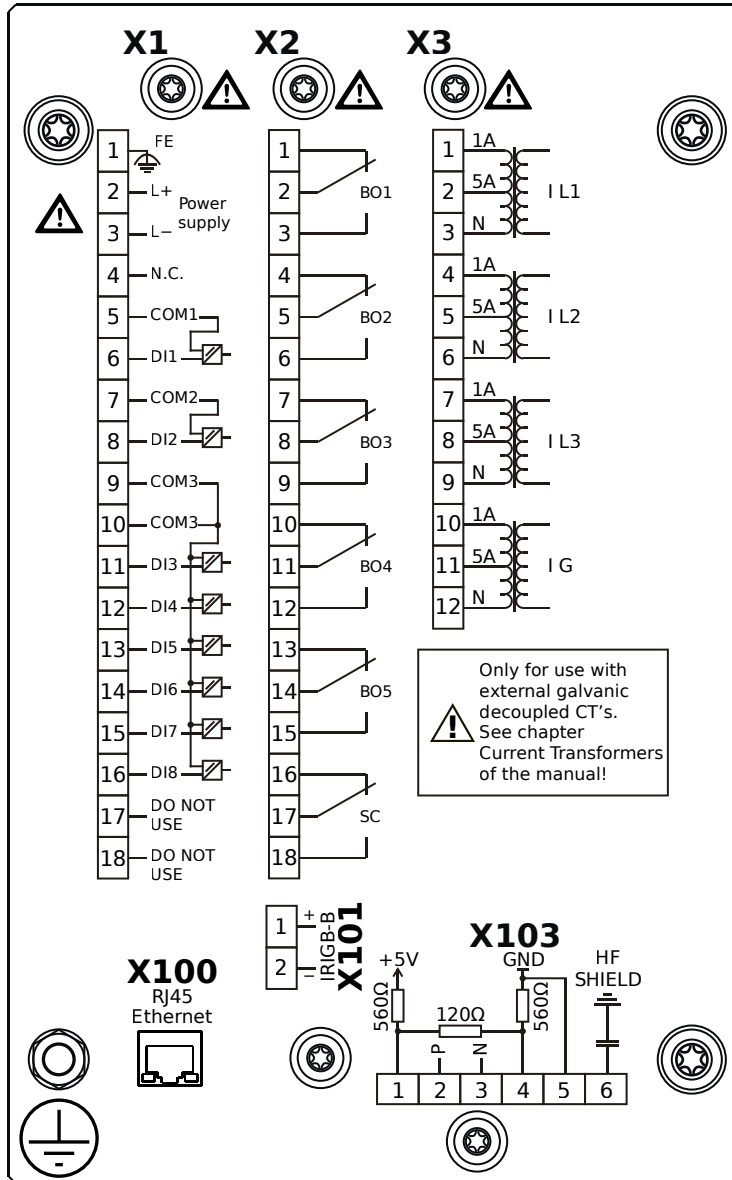 X1
X2
X3
1 FE
2 L+
Power
supply
3 L−
4 N.C.
5 COM1
6 DI1
7 COM2
8 DI2
9 COM3
10 COM3
11 DI3
12 DI4
13 DI5
14 DI6
15 DI7
16 DI8
17 DO NOT
USE
18 DO NOT
USE
1
2 BO1
3
4
5 BO2
6
7
8 BO3
9
10
11 BO4
12
13
14 BO5
15
16
17 SC
18
1 1A
2 5A I L1
3 N
4 1A
5 5A I L2
6 N
7 1A
8 5A I L3
9 N
10 1A
11 5A I G
12 N
Only for use with
external galvanic
decoupled CT's.
See chapter
Current Transformers
of the manual!
X100
RJ45
Ethernet
1 +
2 −
IRIGB-B
X101
X103
+5V
GND
HF
SHIELD
560Ω
120Ω
560Ω
P
N
1 2 3 4 5 6